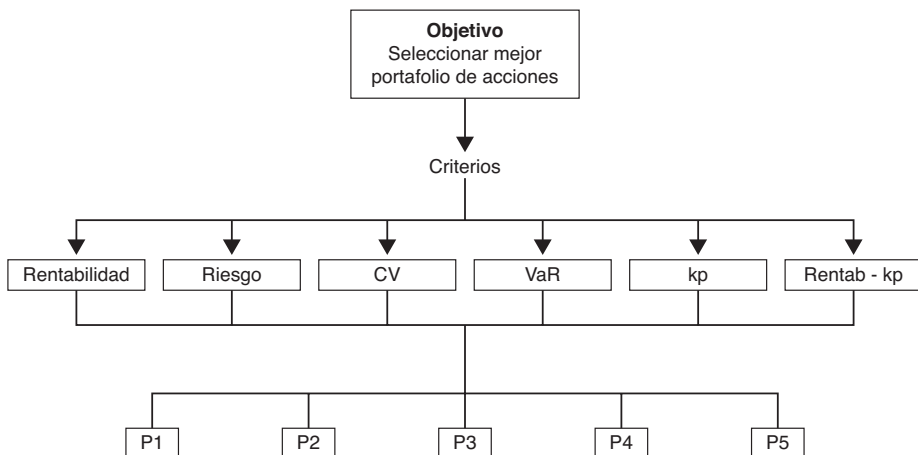 Objetivo
Seleccionar mejor
portafolio de acciones
Criterios
Rentabilidad
Riesgo
CV
VaR
kp
Rentab - kp
P1
P2
P3
P4
P5